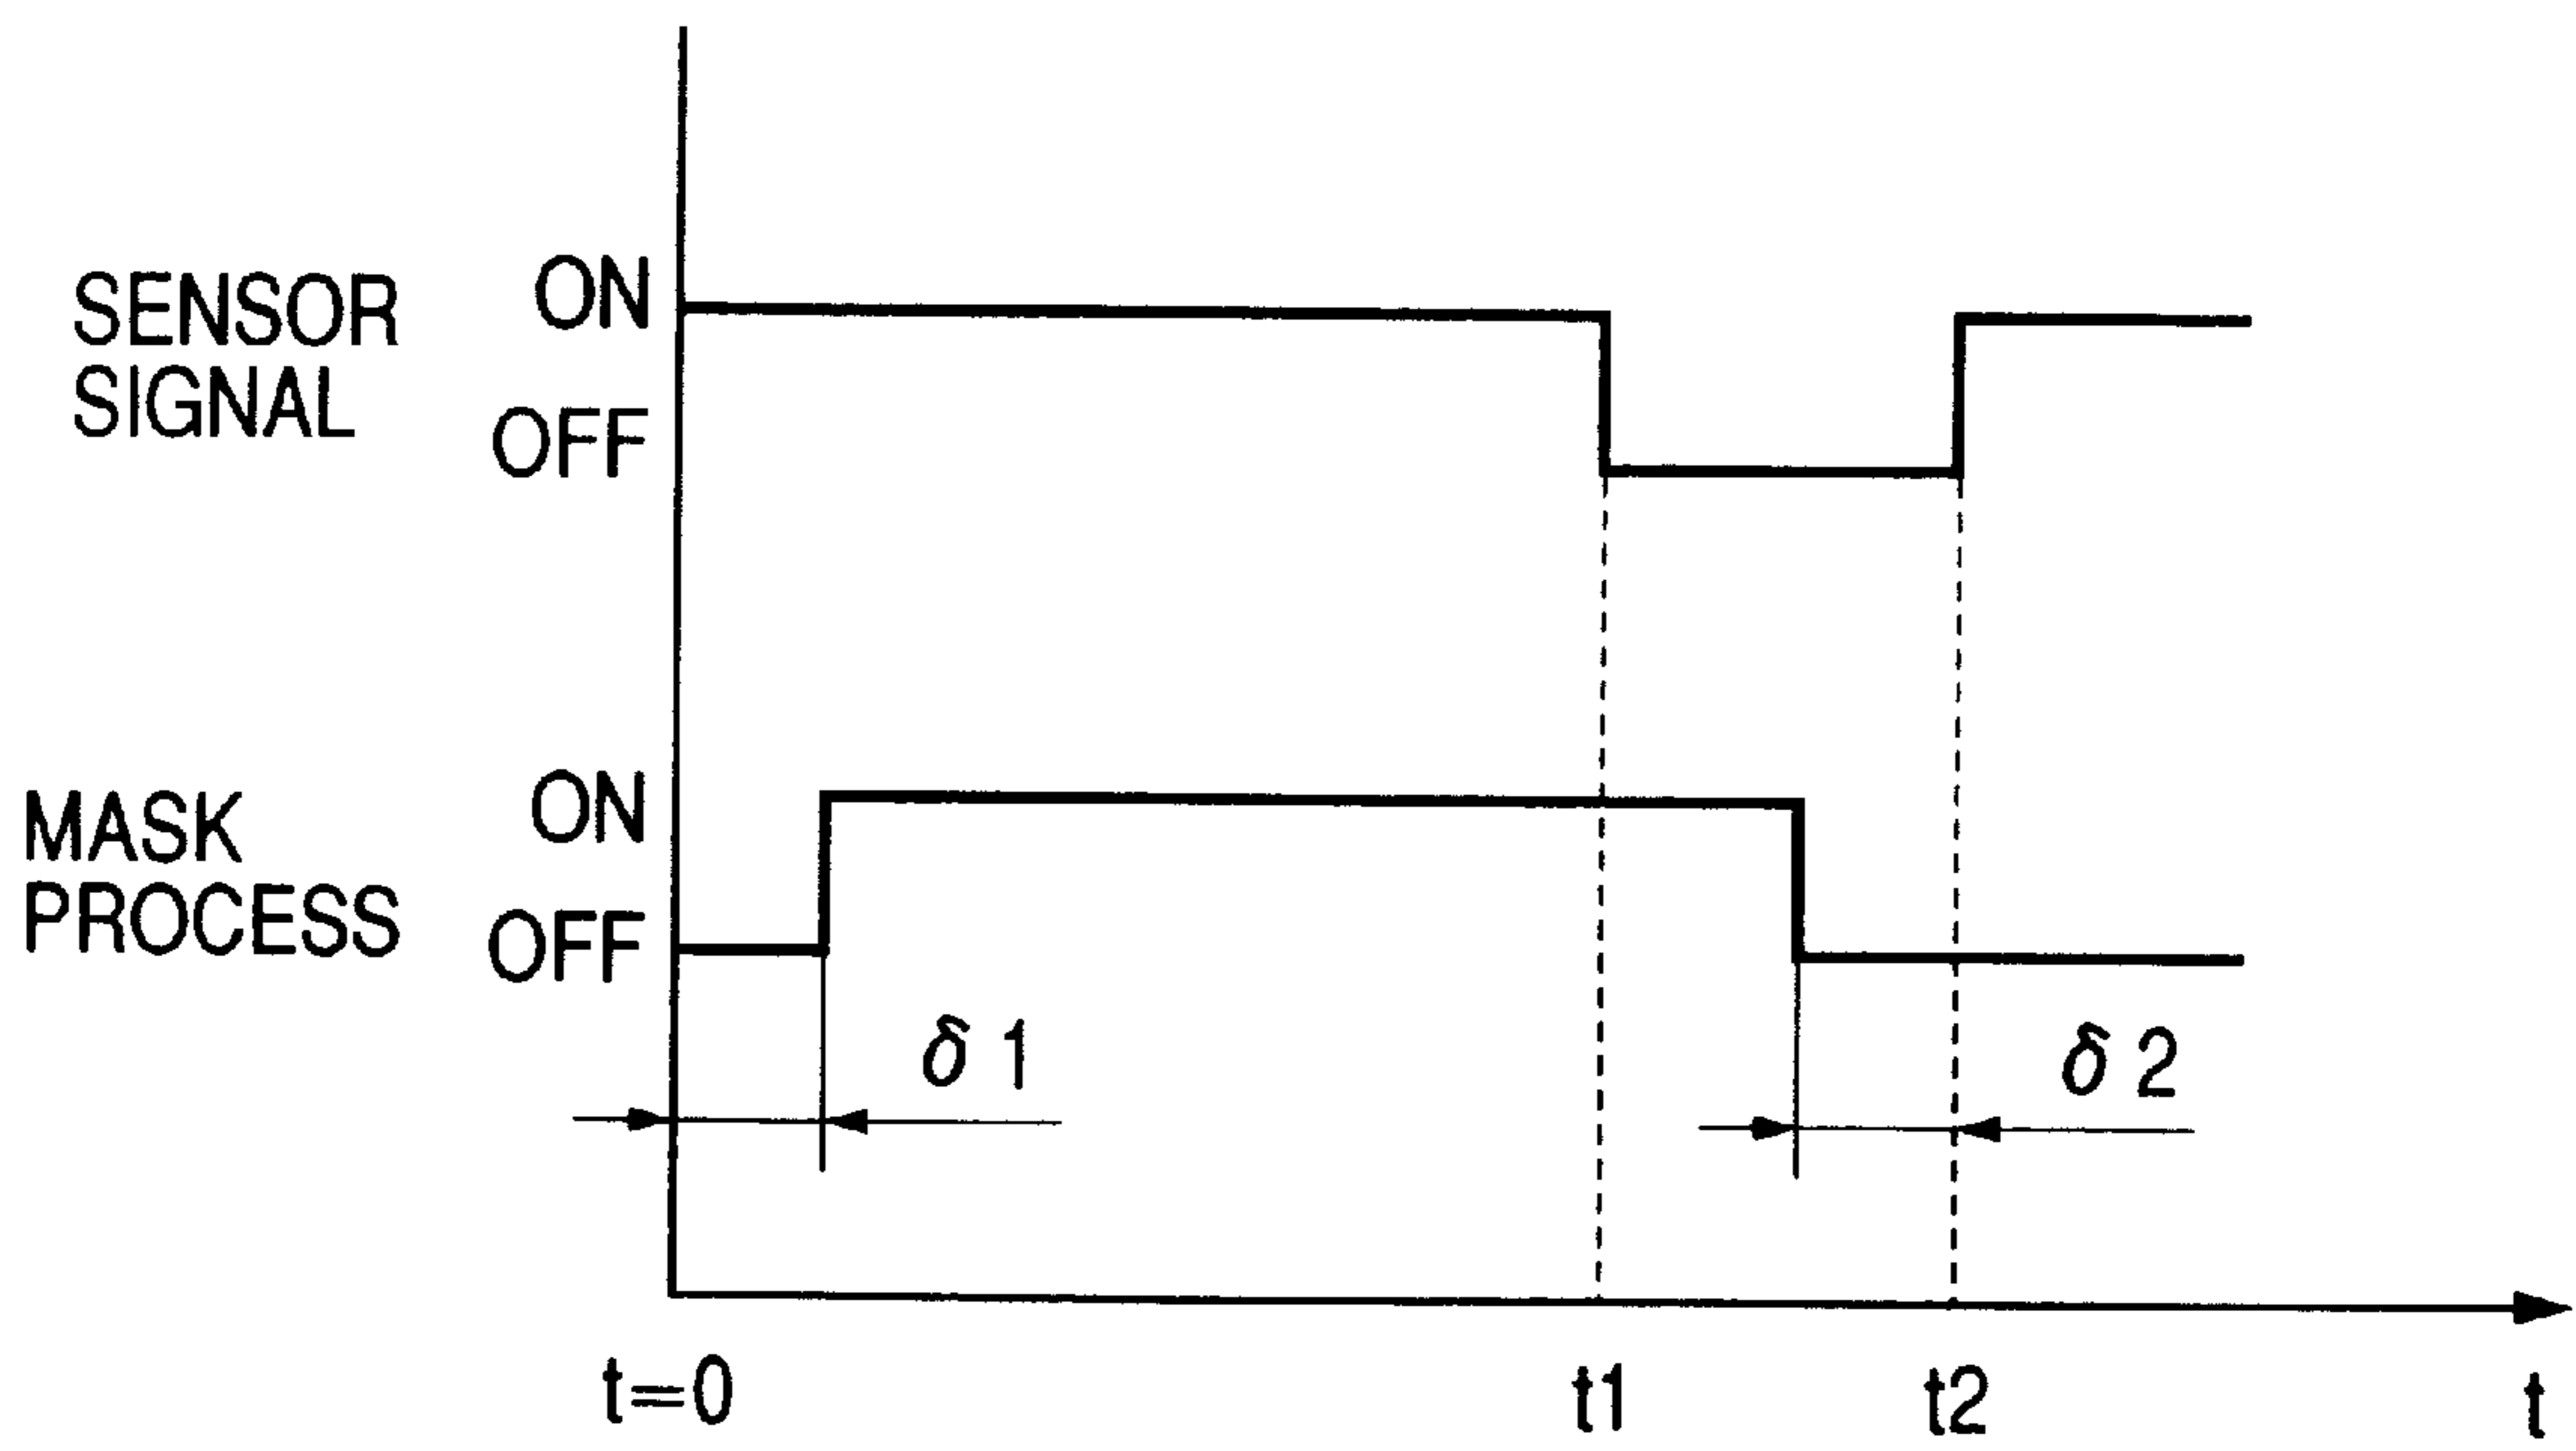 SENSOR
SIGNAL
ON
OFF
MASK
PROCESS
ON
OFF
δ 1
δ 2
t=0
t1
t2
t